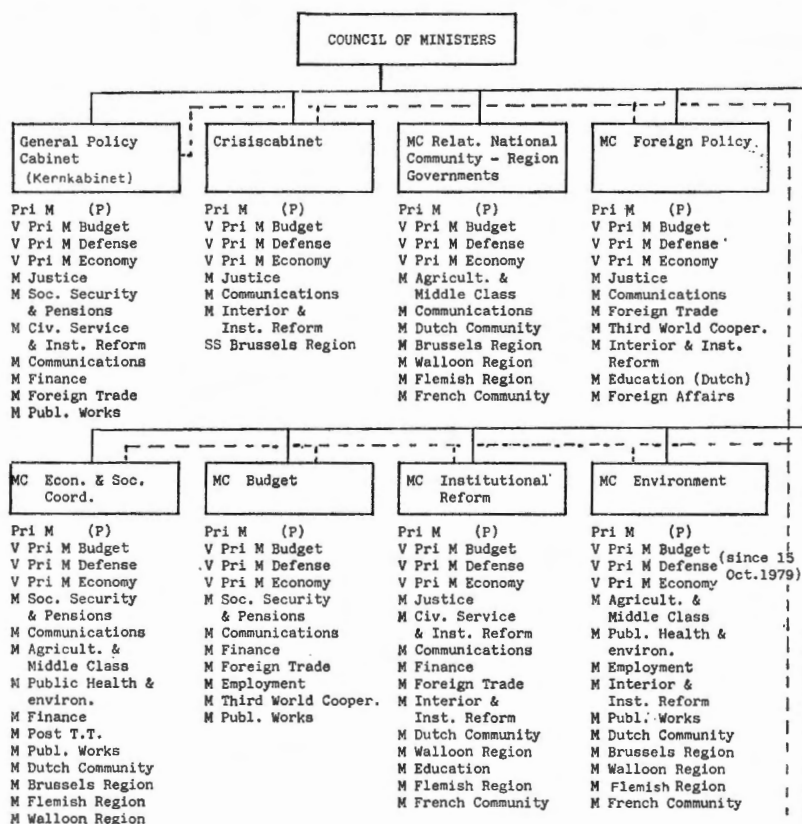 COUNCIL OF MINISTERS
General Policy
Cabinet
(Kernkabinet)
Pri M (P)
V Pri M Budget
V Pri M Defense
V Pri M Economy
M Justice
M Soc. Security
& Pensions
M Civ. Service
& Inst. Reform
M Communications
M Finance
M Foreign Trade
M Publ. Works
Crisiscabinet
Pri M (P)
V Pri M Budget
V Pri M Defense
V Pri M Economy
M Justice
M Communications
M Interior &
Inst. Reform
SS Brussels Region
MC Relat. National
Community - Region
Governments
Pri M (P)
V Pri M Budget
V Pri M Defense
V Pri M Economy
M Agricult. &
Middle Class
M Communications
M Dutch Community
M Brussels Region
M Walloon Region
M Flemish Region
M French Community
MC Foreign Policy
Pri M (P)
V Pri M Budget
V Pri M Defense
V Pri M Economy
M Justice
M Communications
M Foreign Trade
M Third World Cooper.
M Interior & Inst.
Reform
M Education (Dutch)
M Foreign Affairs
MC Econ. & Soc.
Coord.
Pri M (P)
V Pri M Budget
V Pri M Defense
V Pri M Economy
M Soc. Security
& Pensions
M Communications
M Agricult. &
Middle Class
M Public Health &
environ.
M Finance
M Post T.T.
M Publ. Works
M Dutch Community
M Brussels Region
M Flemish Region
M Walloon Region
MC Budget
Pri M (P)
V Pri M Budget
V Pri M Defense
V Pri M Economy
M Soc. Security
& Pensions
M Communications
M Finance
M Foreign Trade
M Employment
M Third World Cooper.
M Publ. Works
MC Institutional
Reform
Pri M (P)
V Pri M Budget
V Pri M Defense
V Pri M Economy
M Justice
M Civ. Service
& Inst. Reform
M Communications
M Finance
M Foreign Trade
M Interior &
Inst. Reform
M Dutch Community
M Walloon Region
M Education
M Flemish Region
M French Community
MC Environment
Pri M (P)
V Pri M Budget
V Pri M Defense
V Pri M Economy
(since 15
Oct.1979)
M Agricult. &
Middle Class
M Publ. Health &
environ.
M Employment
M Interior &
Inst. Reform
M Publ. Works
M Dutch Community
M Brussels Region
M Walloon Region
M Flemish Region
M French Community